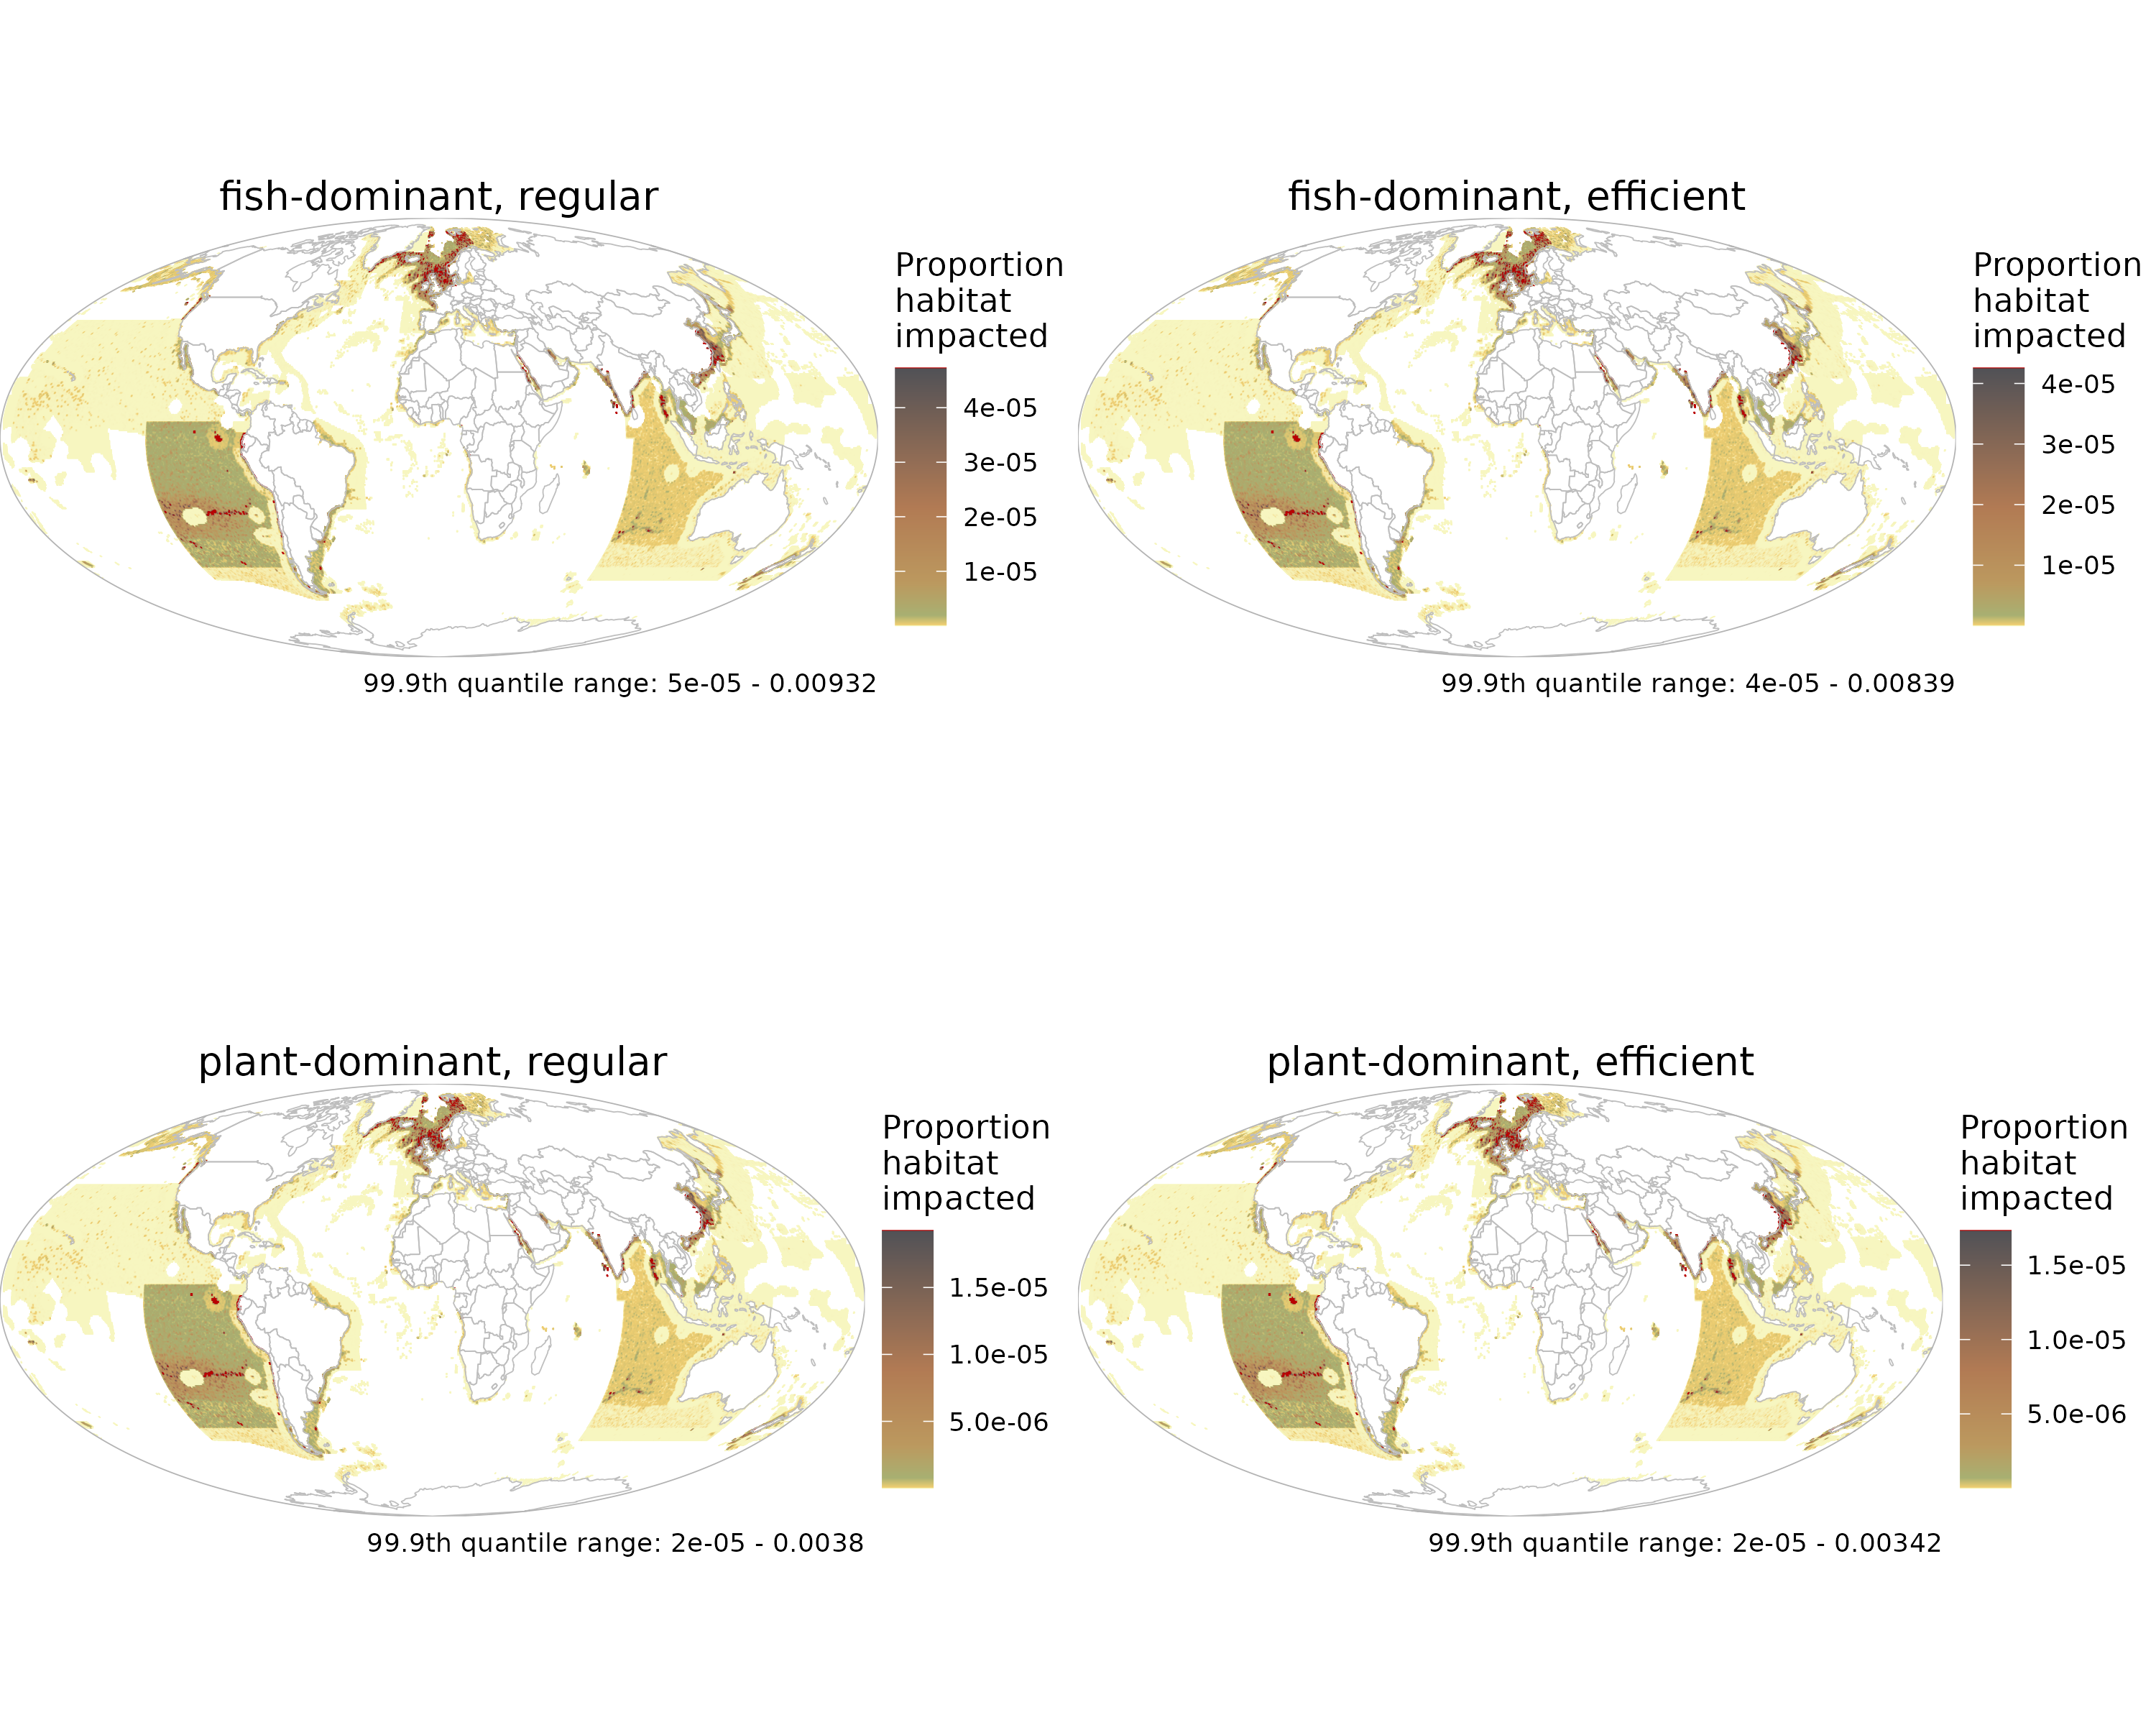 fish-dominant, regular
Proportion
habitat
impacted
4e-05
3e-05
2e-05
1e-05
99.9th quantile range: 5e-05 - 0.00932
fish-dominant, efficient
Proportion
habitat
impacted
4e-05
3e-05
2e-05
1e-05
99.9th quantile range: 4e-05 - 0.00839
plant-dominant, regular
Proportion
habitat
impacted
1.5e-05
1.0e-05
5.0e-06
99.9th quantile range: 2e-05 - 0.0038
plant-dominant, efficient
Proportion
habitat
impacted
1.5e-05
1.0e-05
5.0e-06
99.9th quantile range: 2e-05 - 0.00342